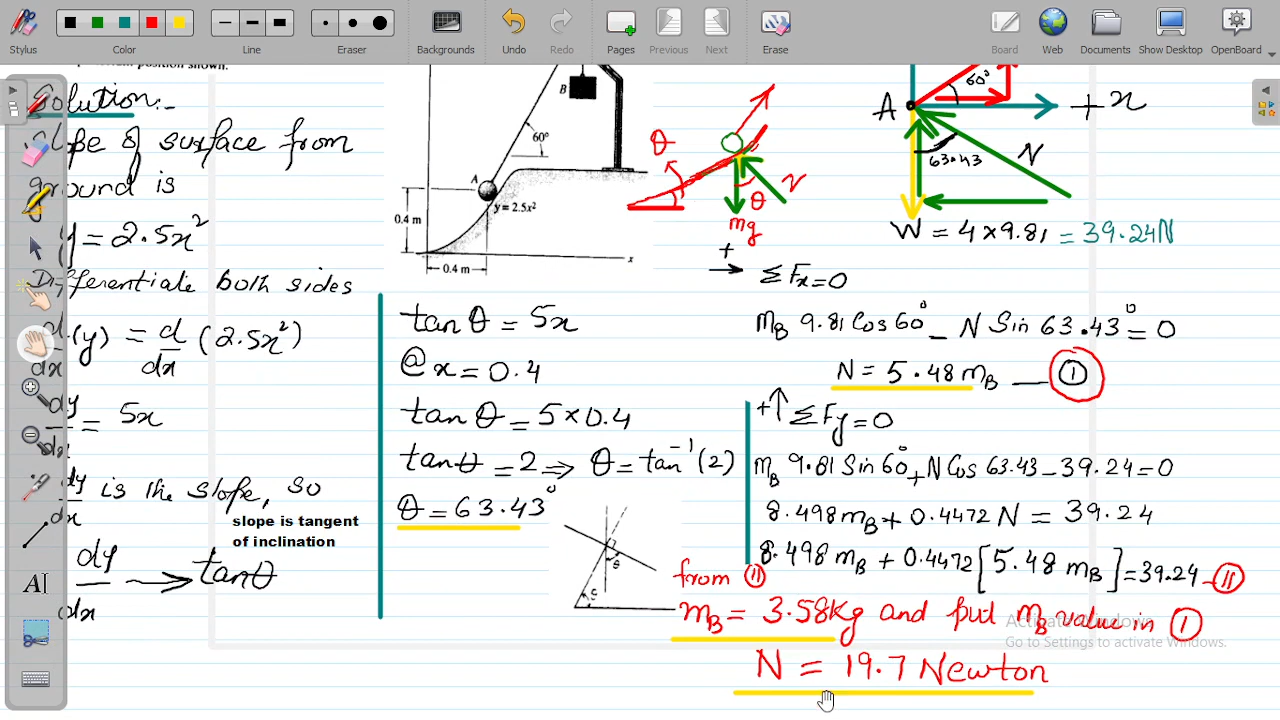 Stylus
Color
Line
Eraser
Backgrounds
Undo
Redo
Pages
Previous
Next
Erase
Board
Web
Documents
Show Desktop
OpenBoard
position shown.
Solution:-
Slope of surface from
ground is
y = 2.5x²
Differentiate both sides
d/dx (y) = d/dx (2.5x²)
dy/dx = 5x
dy/dx is the slope, so
slope is tangent
of inclination
dy/dx → tanθ
B
60°
A
y = 2.5x²
0.4 m
0.4 m
x
tan θ = 5x
@ x = 0.4
tan θ = 5×0.4
tanθ = 2 ⇒ θ = tan⁻¹(2)
θ = 63.43°
θ
N
θ
mg
60°
A
+x
63.43
N
W = 4×9.81 = 39.24N
+
ΣFx=0
mB 9.81 Cos 60° - N Sin 63.43° = 0
N = 5.48 mB — I
+↑ ΣFy = 0
mB 9.81 Sin 60° + N Cos 63.43 - 39.24 = 0
8.498 mB + 0.4472 N = 39.24
8.498 mB + 0.4472 [5.48 mB] = 39.24 - II
from II
mB = 3.58kg and put mB value in I
N = 19.7 Newton
Activate Windows
Go to Settings to activate Windows.